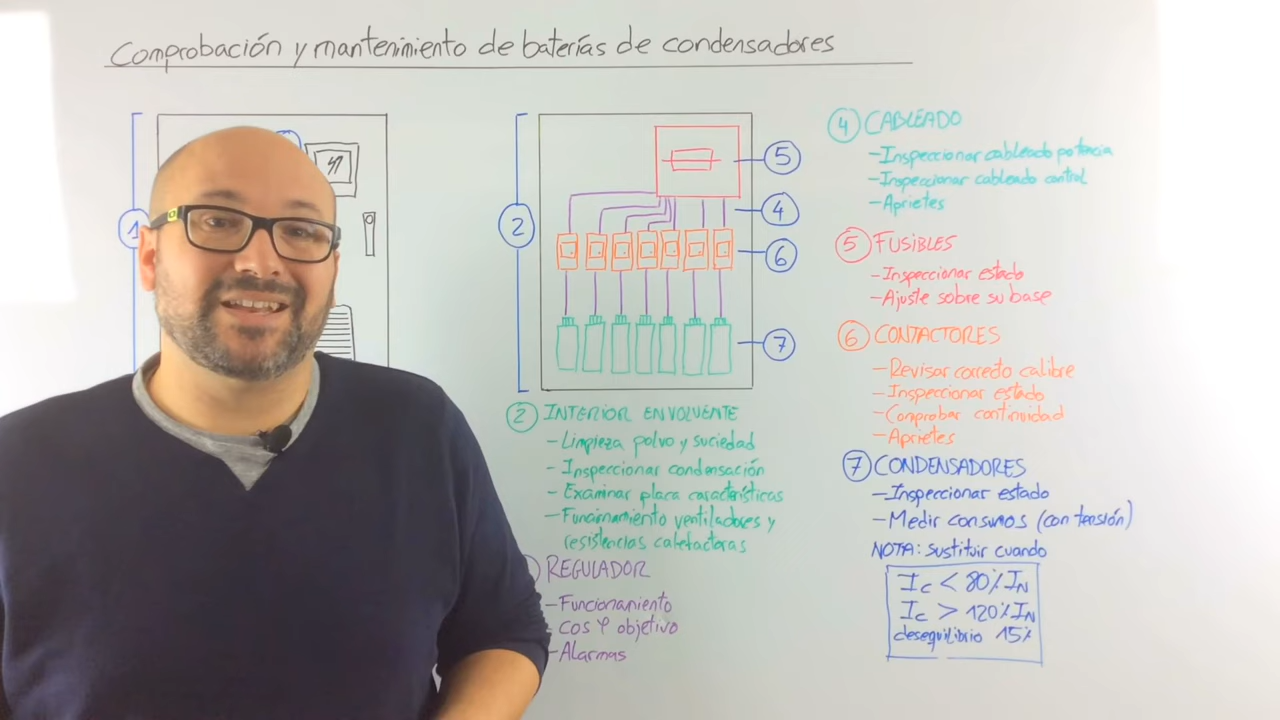 Comprobación y mantenimiento de baterías de condensadores
1
2
5
4
6
7
2 INTERIOR ENVOLVENTE
- Limpieza polvo y suciedad
- Inspeccionar condensación
- Examinar placa características
- Funcionamiento ventiladores y
resistencias calefactoras
REGULADOR
- Funcionamiento
- Cos φ objetivo
- Alarmas
4 CABLEADO
- Inspeccionar cableado potencia
- Inspeccionar cableado control
- Aprietes
5 FUSIBLES
- Inspeccionar estado
- Ajuste sobre su base
6 CONTACTORES
- Revisar correcto calibre
- Inspeccionar estado
- Comprobar continuidad
- Aprietes
7 CONDENSADORES
- Inspeccionar estado
- Medir consumos (con tensión)
NOTA: sustituir cuando
Ic < 80% IN
Ic > 120% IN
desequilibrio 15%